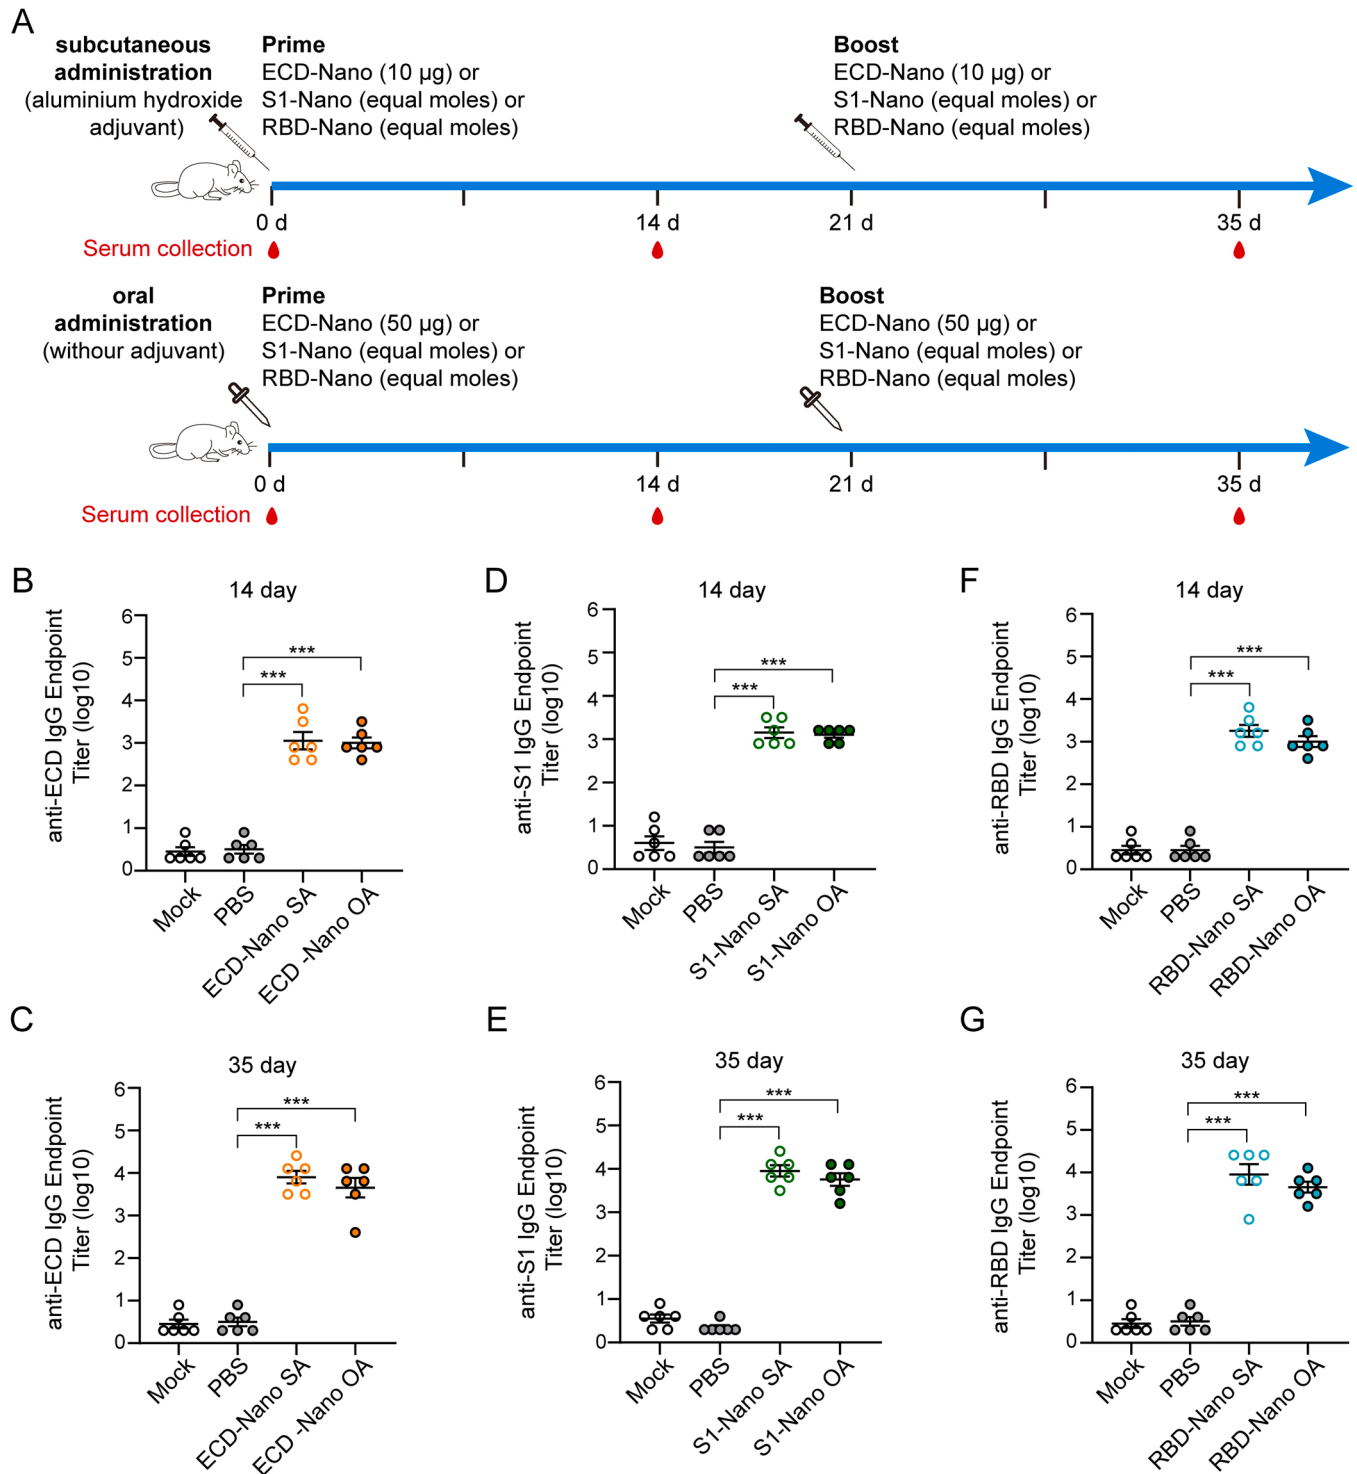 A
subcutaneous
administration
(aluminium hydroxide
adjuvant)
Prime
ECD-Nano (10 μg) or
S1-Nano (equal moles) or
RBD-Nano (equal moles)
Boost
ECD-Nano (10 μg) or
S1-Nano (equal moles) or
RBD-Nano (equal moles)
0 d
14 d
21 d
35 d
Serum collection
oral
administration
(withour adjuvant)
Prime
ECD-Nano (50 μg) or
S1-Nano (equal moles) or
RBD-Nano (equal moles)
Boost
ECD-Nano (50 μg) or
S1-Nano (equal moles) or
RBD-Nano (equal moles)
0 d
14 d
21 d
35 d
Serum collection
B
14 day
anti-ECD IgG Endpoint
Titer (log10)
6
5
4
3
2
1
0
***
***
Mock
PBS
ECD-Nano SA
ECD -Nano OA
D
14 day
anti-S1 IgG Endpoint
Titer (log10)
6
5
4
3
2
1
0
***
***
Mock
PBS
S1-Nano SA
S1-Nano OA
F
14 day
anti-RBD IgG Endpoint
Titer (log10)
6
5
4
3
2
1
0
***
***
Mock
PBS
RBD-Nano SA
RBD-Nano OA
C
35 day
anti-ECD IgG Endpoint
Titer (log10)
6
5
4
3
2
1
0
***
***
Mock
PBS
ECD-Nano SA
ECD -Nano OA
E
35 day
anti-S1 IgG Endpoint
Titer (log10)
6
5
4
3
2
1
0
***
***
Mock
PBS
S1-Nano SA
S1-Nano OA
G
35 day
anti-RBD IgG Endpoint
Titer (log10)
6
5
4
3
2
1
0
***
***
Mock
PBS
RBD-Nano SA
RBD-Nano OA